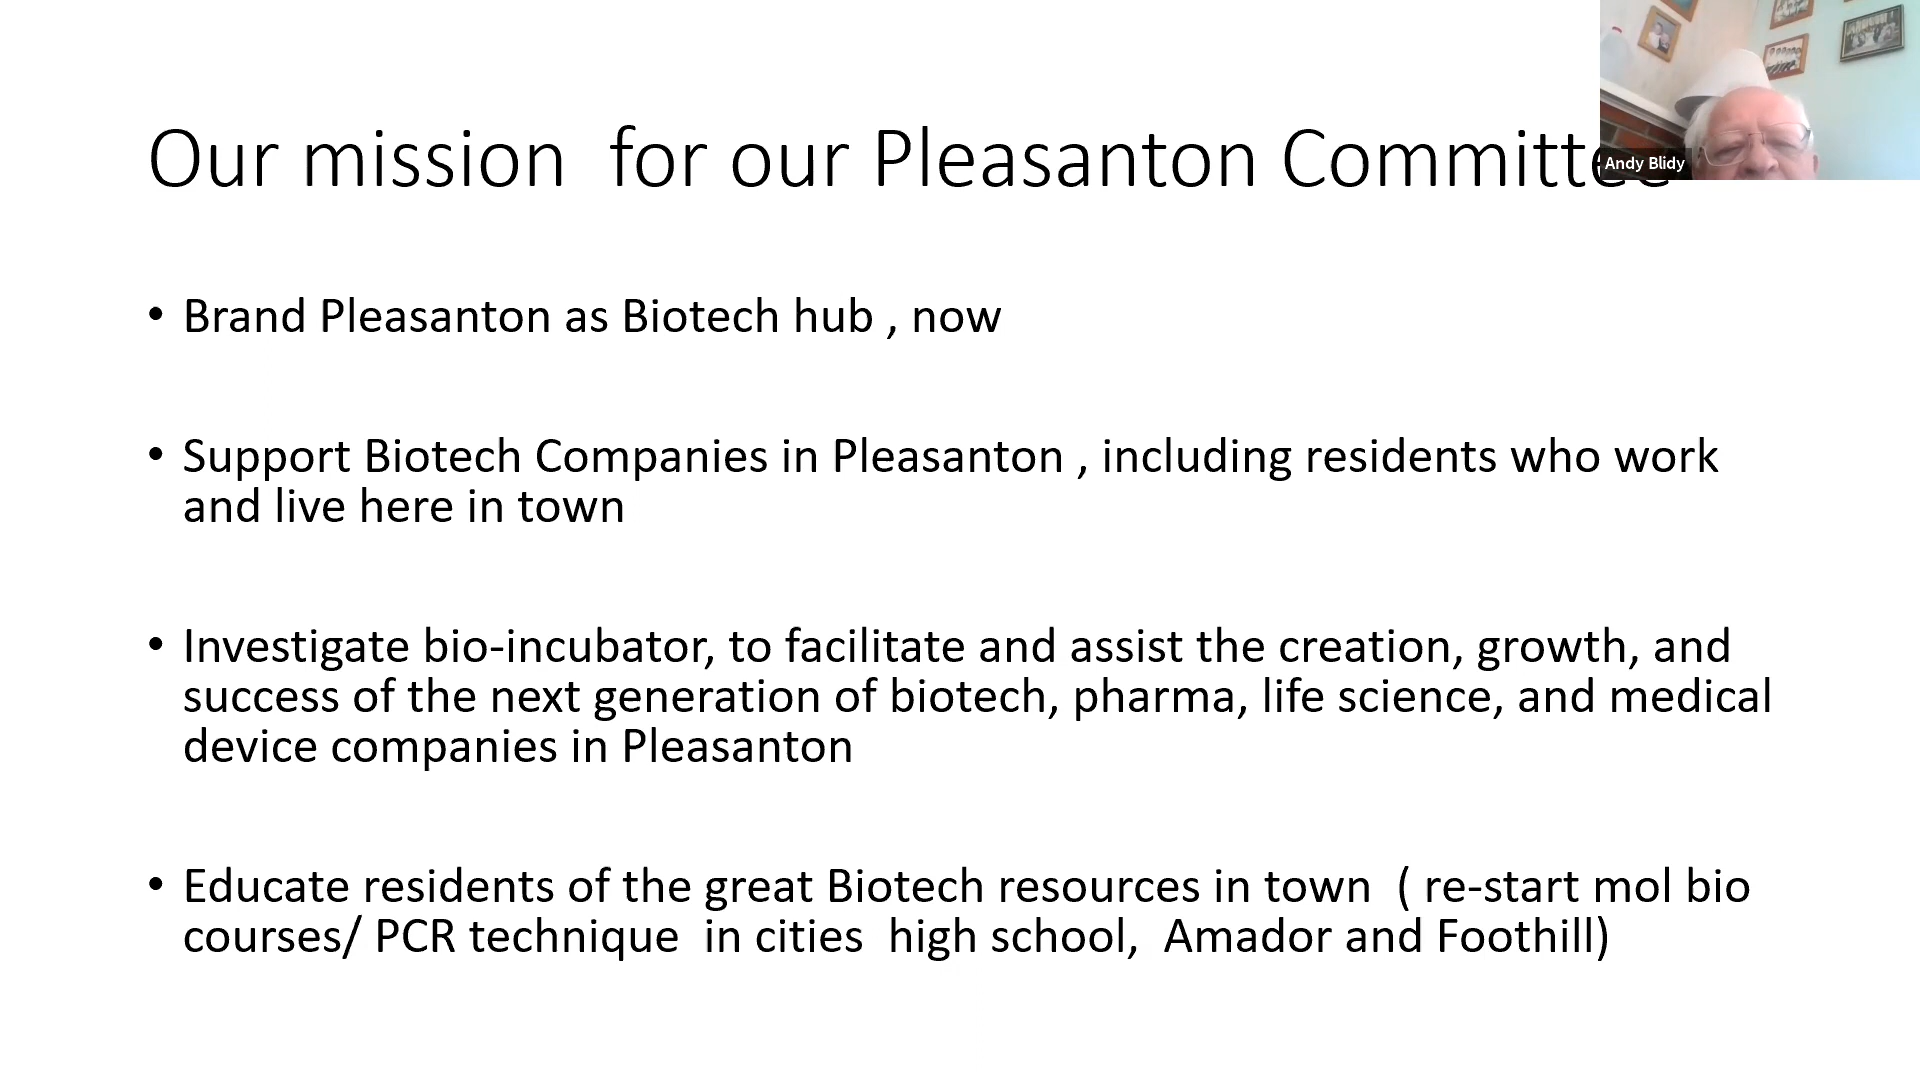 Our mission  for our Pleasanton Committee
Andy Blidy
• Brand Pleasanton as Biotech hub , now
• Support Biotech Companies in Pleasanton , including residents who work
and live here in town
• Investigate bio-incubator, to facilitate and assist the creation, growth, and
success of the next generation of biotech, pharma, life science, and medical
device companies in Pleasanton
• Educate residents of the great Biotech resources in town  ( re-start mol bio
courses/ PCR technique  in cities  high school,  Amador and Foothill)